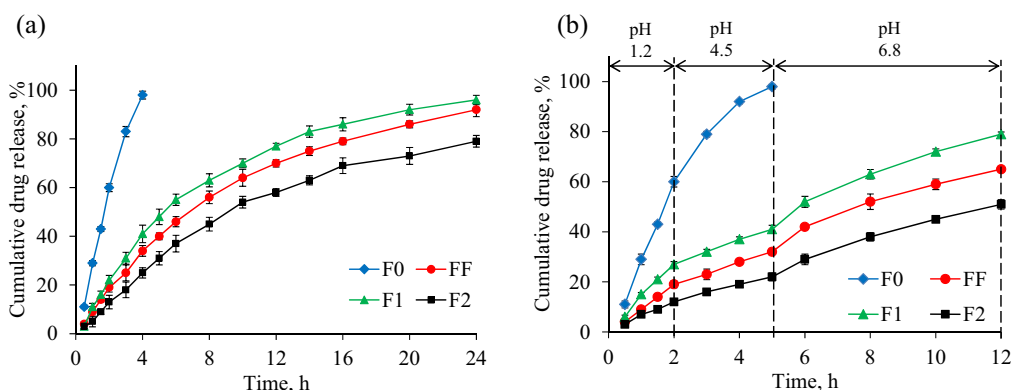 (a)
Cumulative drug release, %
100
80
60
40
20
0
0 4 8 12 16 20 24
Time, h
F0 FF
F1 F2
(b)
pH pH pH
1.2 4.5 6.8
Cumulative drug release, %
100
80
60
40
20
0
0 2 4 6 8 10 12
Time, h
F0 FF
F1 F2